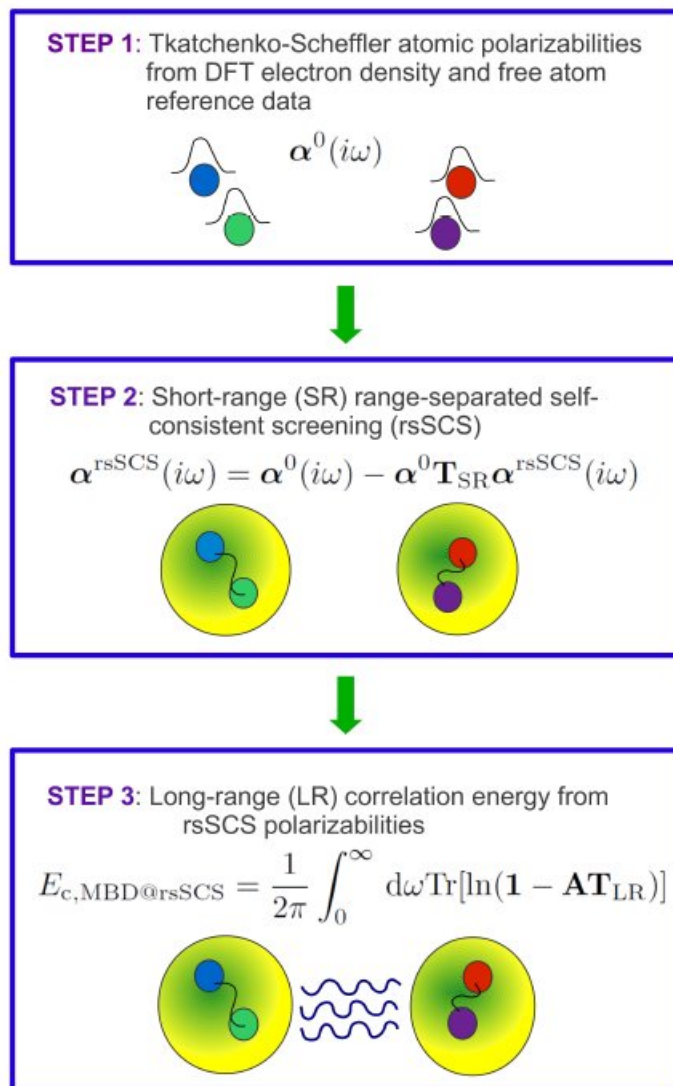 STEP 1: Tkatchenko-Scheffler atomic polarizabilities
from DFT electron density and free atom
reference data
α⁰(iω)
STEP 2: Short-range (SR) range-separated self-
consistent screening (rsSCS)
α^rsSCS(iω) = α⁰(iω) − α⁰T_SRα^rsSCS(iω)
STEP 3: Long-range (LR) correlation energy from
rsSCS polarizabilities
E_c,MBD@rsSCS = 1/2π ∫₀^∞ dωTr[ln(1 − AT_LR)]